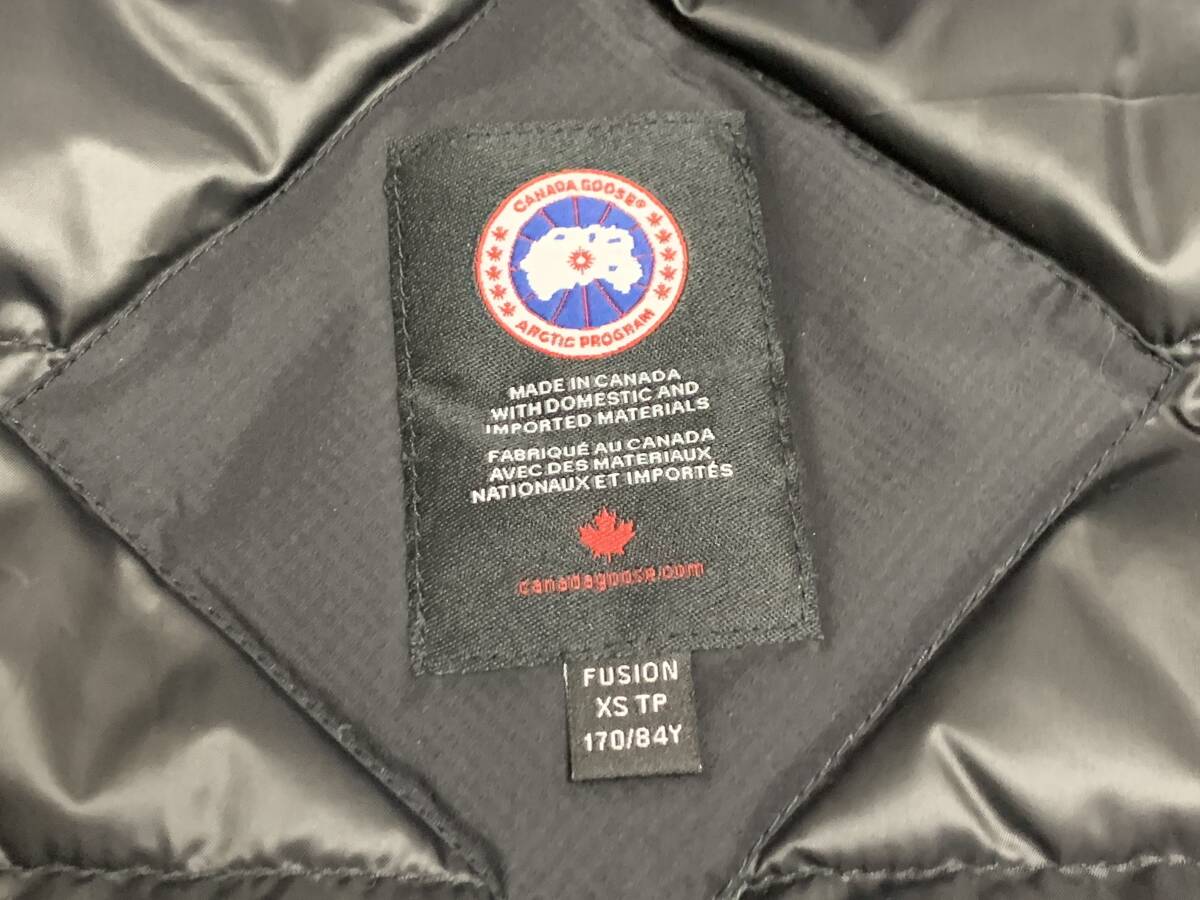 CANADA GOOSE®
ARCTIC PROGRAM
MADE IN CANADA
WITH DOMESTIC AND
IMPORTED MATERIALS
FABRIQUÉ AU CANADA
AVEC DES MATERIAUX
NATIONAUX ET IMPORTÉS
canadagoose.com
FUSION
XS TP
170/84Y